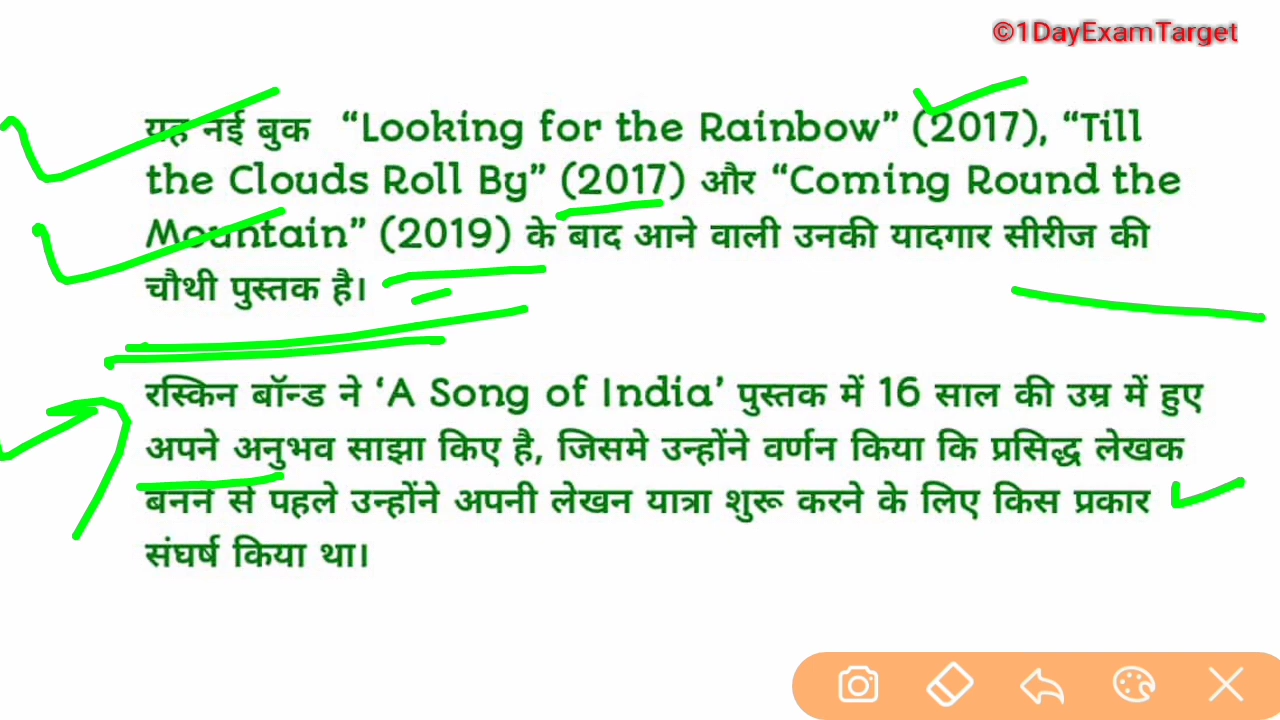 ©1DayExamTarget
यह नई बुक “Looking for the Rainbow” (2017), “Till
the Clouds Roll By” (2017) और “Coming Round the
Mountain” (2019) के बाद आने वाली उनकी यादगार सीरीज की
चौथी पुस्तक है।
रस्किन बॉन्ड ने ‘A Song of India’ पुस्तक में 16 साल की उम्र में हुए
अपने अनुभव साझा किए है, जिसमे उन्होंने वर्णन किया कि प्रसिद्ध लेखक
बनने से पहले उन्होंने अपनी लेखन यात्रा शुरू करने के लिए किस प्रकार
संघर्ष किया था।